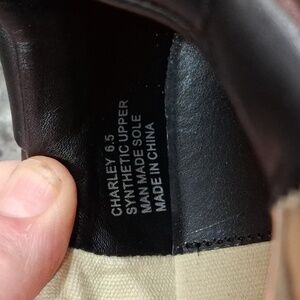 CHARLEY 6.5
SYNTHETIC UPPER
MAN MADE SOLE
MADE IN CHINA